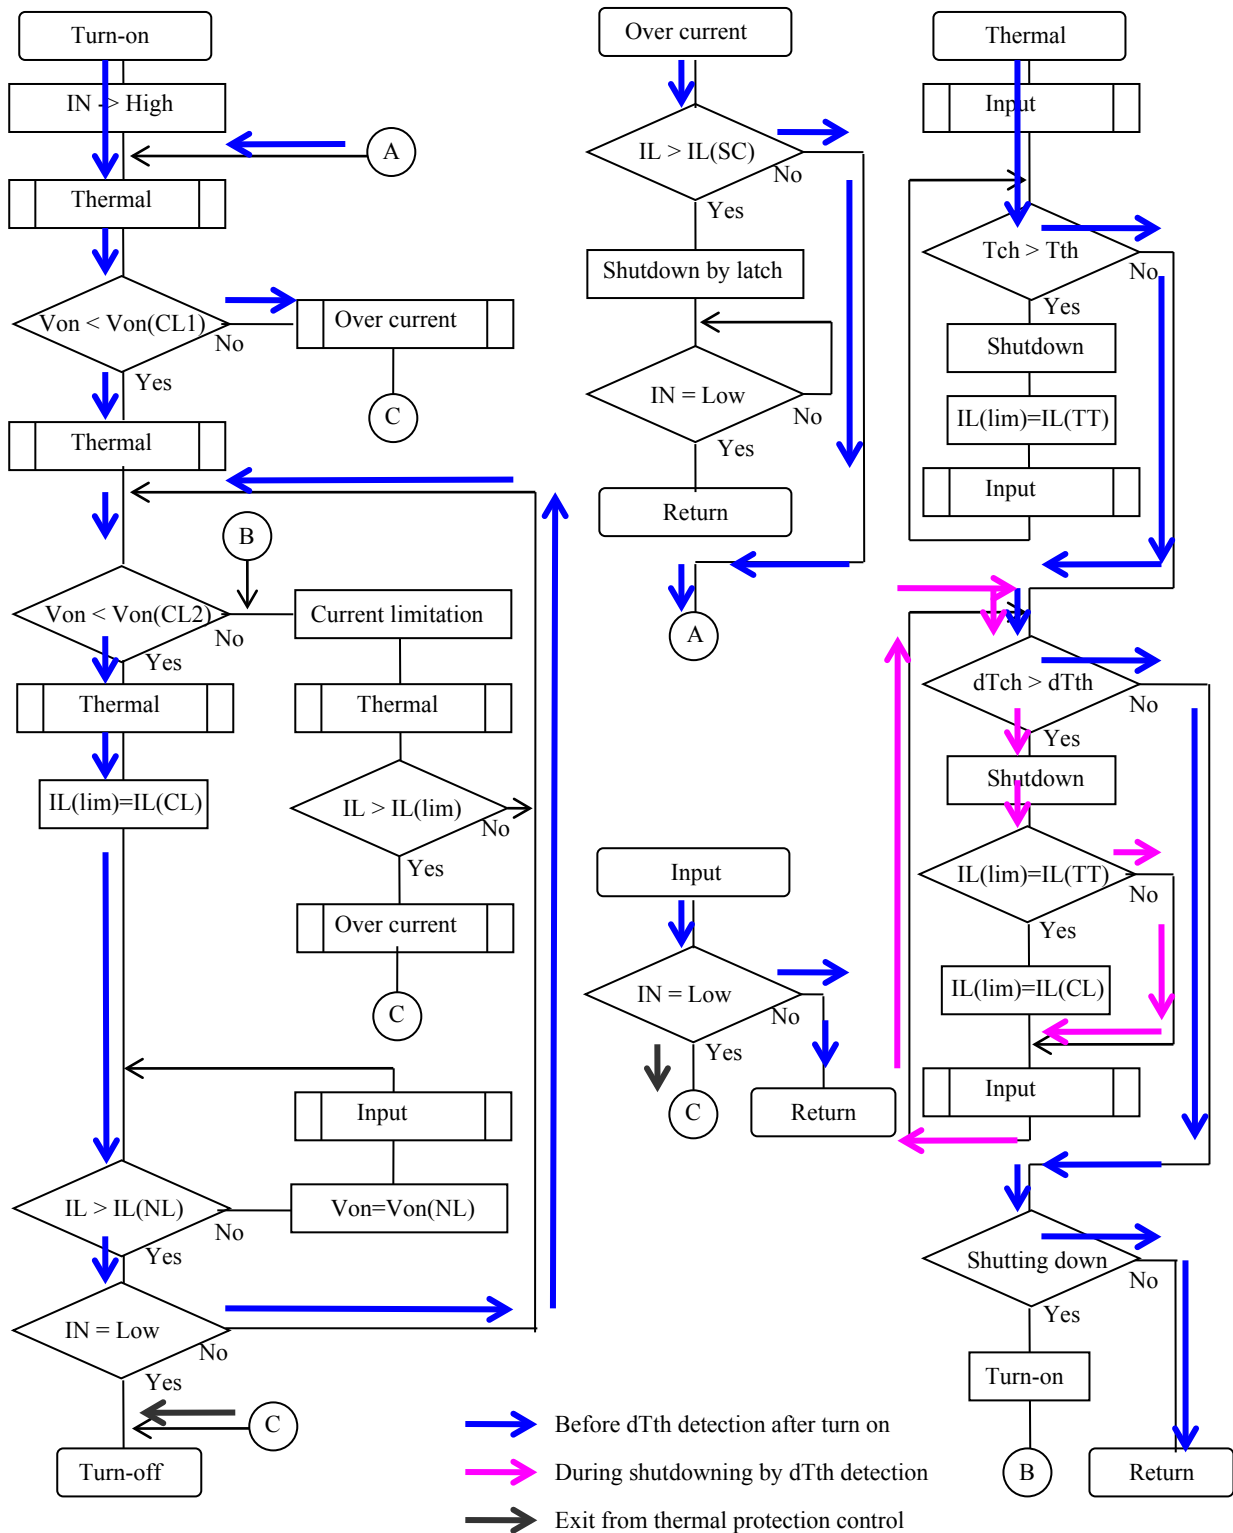 Turn-on
IN -> High
A
Thermal
Von < Von(CL1)
No
Yes
Over current
C
Thermal
B
Von < Von(CL2)
No
Yes
Current limitation
Thermal
Thermal
IL(lim)=IL(CL)
IL > IL(lim)
No
Yes
Over current
C
Input
Von=Von(NL)
IL > IL(NL)
No
Yes
IN = Low
No
Yes
C
Turn-off
Over current
IL > IL(SC)
No
Yes
Shutdown by latch
IN = Low
No
Yes
Return
A
Input
IN = Low
No
Yes
C
Return
Thermal
Input
Tch > Tth
No
Yes
Shutdown
IL(lim)=IL(TT)
Input
dTch > dTth
No
Yes
Shutdown
IL(lim)=IL(TT)
No
Yes
IL(lim)=IL(CL)
Input
Shutting down
No
Yes
Turn-on
B
Return
Before dTth detection after turn on
During shutdowning by dTth detection
Exit from thermal protection control